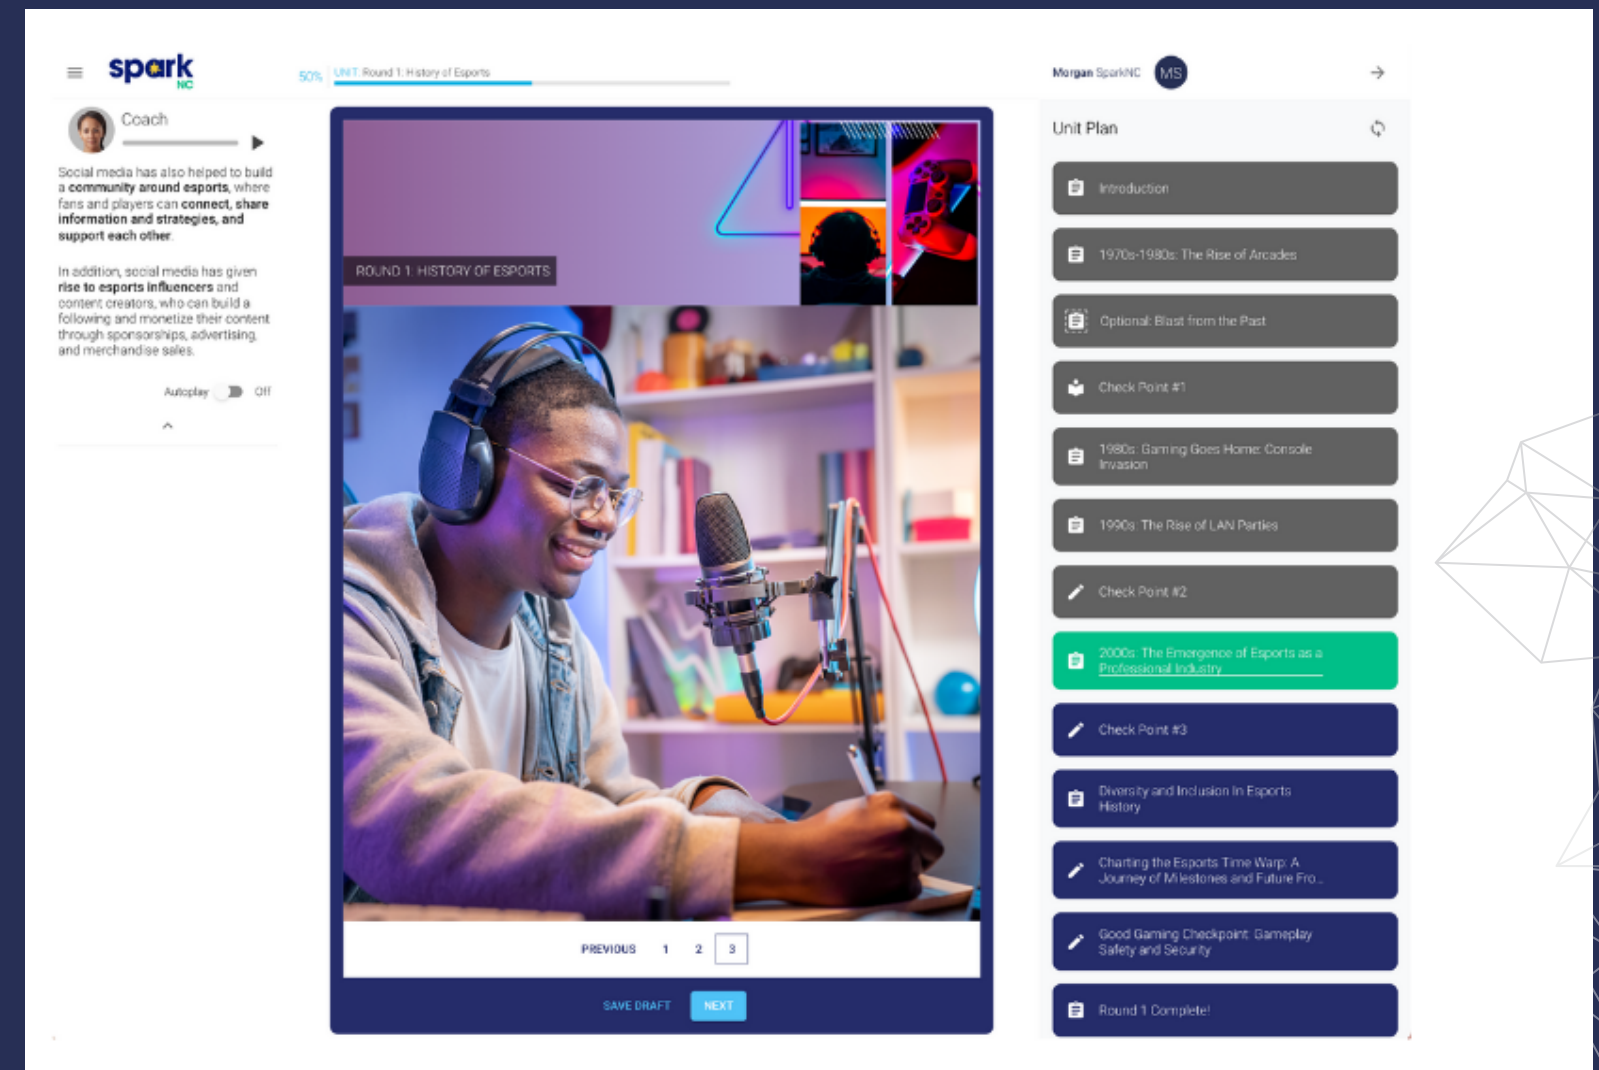 spark
NC
50%
UNIT: Round 1: History of Esports
Morgan SparkNC
MS
Coach
Social media has also helped to build
a community around esports, where
fans and players can connect, share
information and strategies, and
support each other.
In addition, social media has given
rise to esports influencers and
content creators, who can build a
following and monetize their content
through sponsorships, advertising,
and merchandise sales.
Autoplay
Off
ROUND 1: HISTORY OF ESPORTS
PREVIOUS 1 2 3
SAVE DRAFT
NEXT
Unit Plan
Introduction
1970s-1980s: The Rise of Arcades
Optional: Blast from the Past
Check Point #1
1980s: Gaming Goes Home: Console
Invasion
1990s: The Rise of LAN Parties
Check Point #2
2000s: The Emergence of Esports as a
Professional Industry
Check Point #3
Diversity and Inclusion In Esports
History
Charting the Esports Time Warp: A
Journey of Milestones and Future Fro...
Good Gaming Checkpoint: Gameplay
Safety and Security
Round 1 Complete!